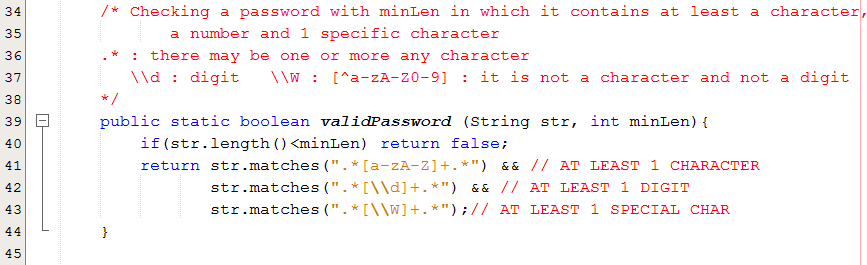 34 /* Checking a password with minLen in which it contains at least a character,
35 a number and 1 specific character
36 .* : there may be one or more any character
37 \\d : digit \\W : [^a-zA-Z0-9] : it is not a character and not a digit
38 */
39 public static boolean validPassword (String str, int minLen){
40 if(str.length()<minLen) return false;
41 return str.matches(".*[a-zA-Z]+.*") && // AT LEAST 1 CHARACTER
42 str.matches(".*[\\d]+.*") && // AT LEAST 1 DIGIT
43 str.matches(".*[\\W]+.*");// AT LEAST 1 SPECIAL CHAR
44 }
45